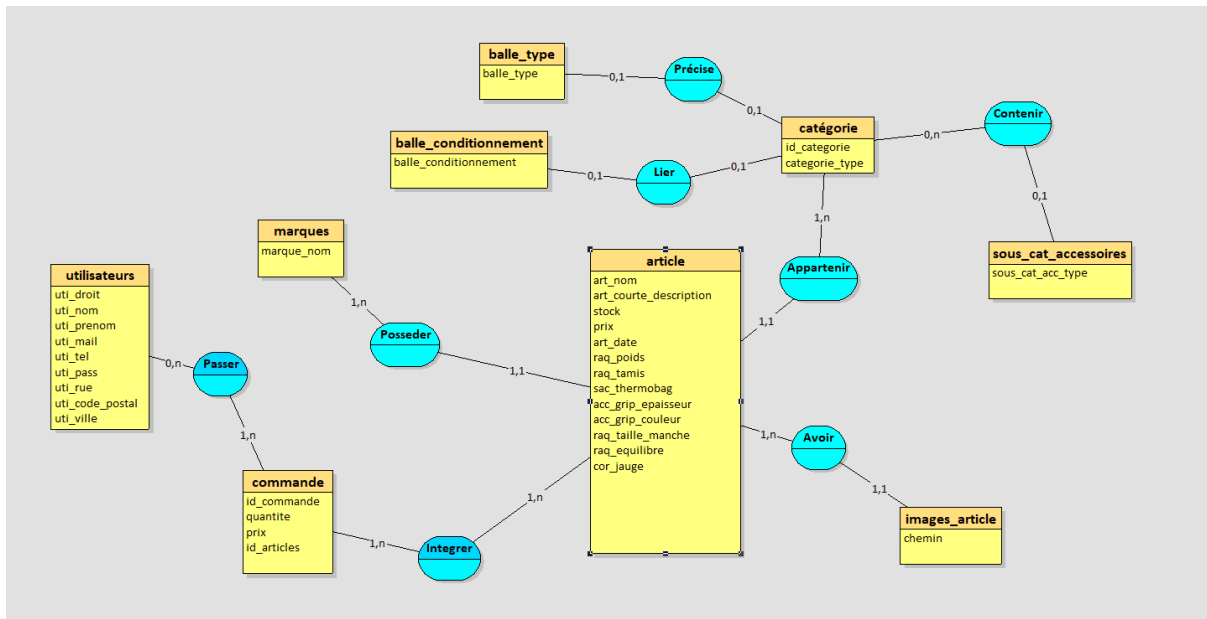 balle_type
balle_type
0,1
Précise
0,1
balle_conditionnement
balle_conditionnement
0,1
Lier
0,1
catégorie
id_categorie
categorie_type
0,n
Contenir
0,1
sous_cat_accessoires
sous_cat_acc_type
1,n
Appartenir
1,1
marques
marque_nom
1,n
Posseder
1,1
utilisateurs
uti_droit
uti_nom
uti_prenom
uti_mail
uti_tel
uti_pass
uti_rue
uti_code_postal
uti_ville
0,n
Passer
1,n
article
art_nom
art_courte_description
stock
prix
art_date
raq_poids
raq_tamis
sac_thermobag
acc_grip_epaisseur
acc_grip_couleur
raq_taille_manche
raq_equilibre
cor_jauge
1,n
Avoir
1,1
images_article
chemin
commande
id_commande
quantite
prix
id_articles
1,n
Integrer
1,n